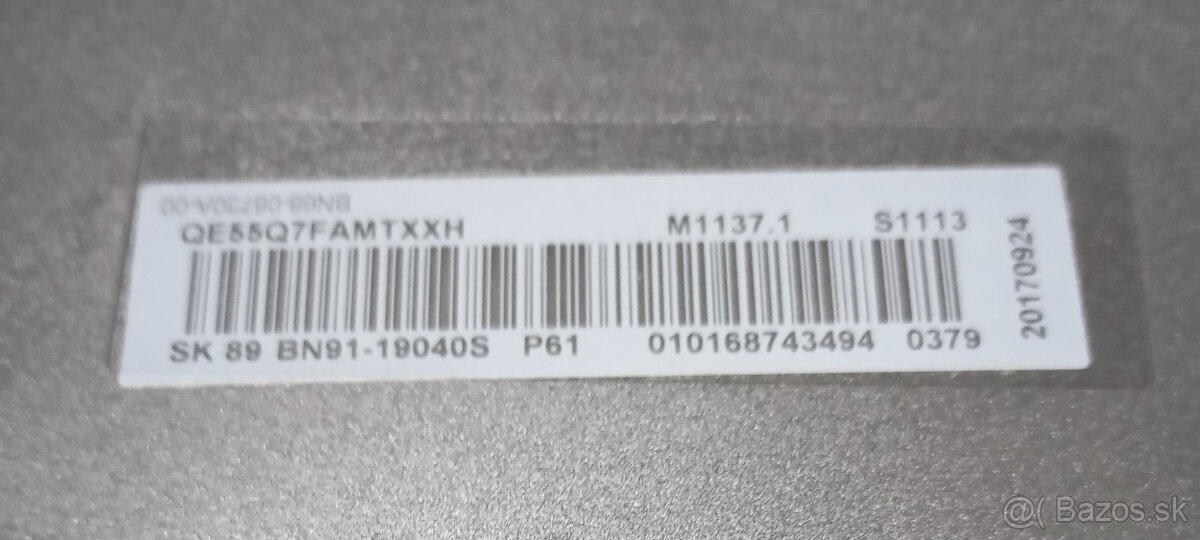 BN68-08730A-00
QE55Q7FAMTXXH M1137.1 S1113
SK 89 BN91-19040S P61 010168743494 0379
20170924
@( Bazos.sk